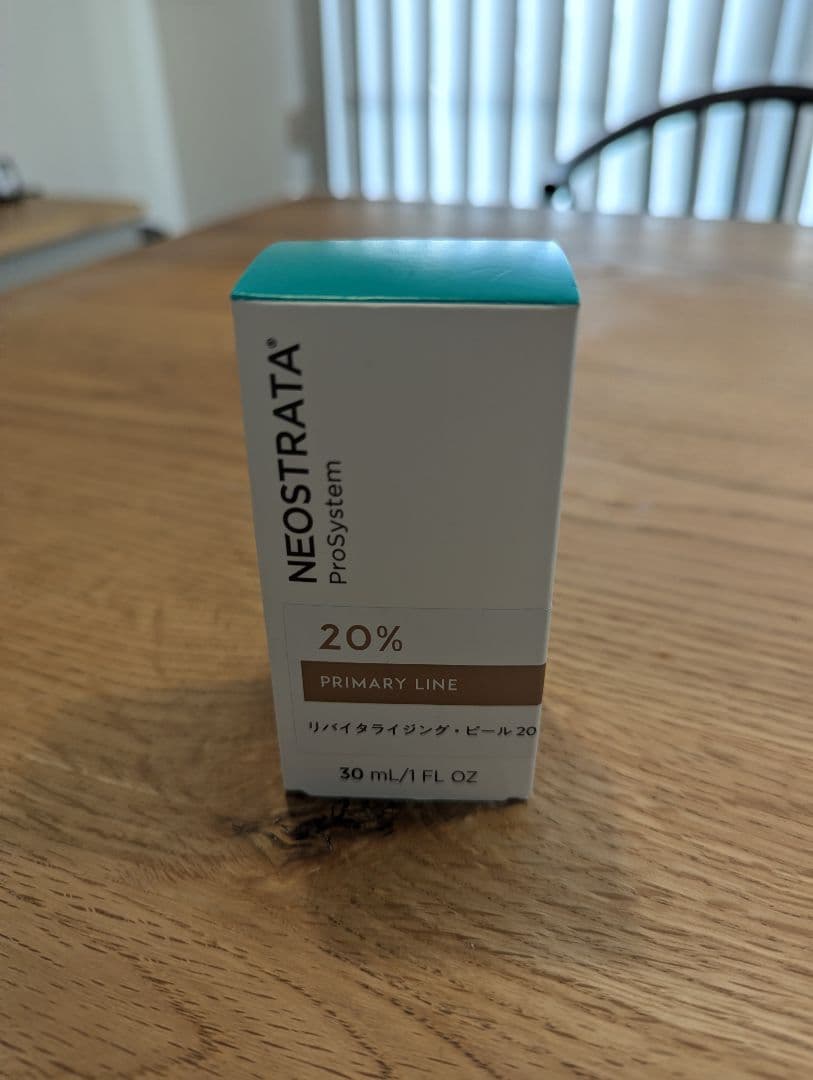 NEOSTRATA®
ProSystem
20%
PRIMARY LINE
リバイタライジング・ピール 20
30 mL/1 FL OZ